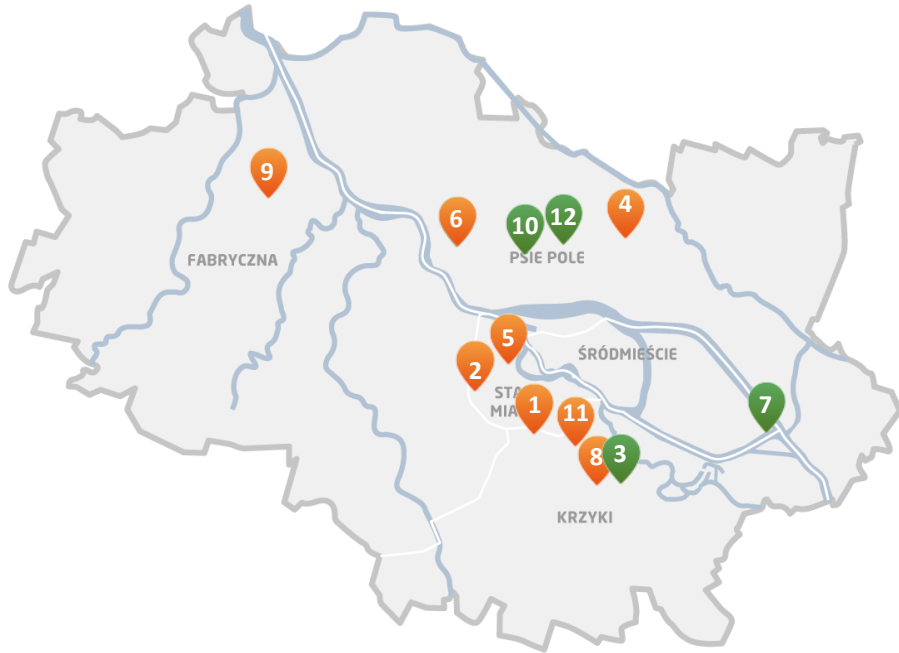 9
6
10
12
4
FABRYCZNA
PSIE POLE
5
2
ŚRÓDMIEŚCIE
STA
MIA
1
11
7
8
3
KRZYKI